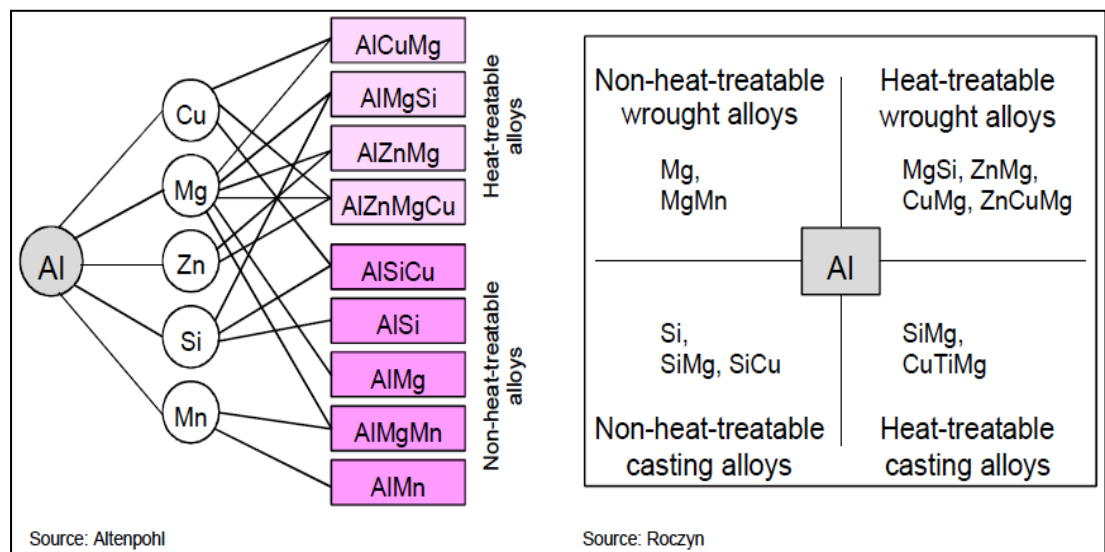 Al
Cu
Mg
Zn
Si
Mn
AlCuMg
AlMgSi
AlZnMg
AlZnMgCu
AlSiCu
AlSi
AlMg
AlMgMn
AlMn
Heat-treatable
alloys
Non-heat-treatable
alloys
Source: Altenpohl
Non-heat-treatable
wrought alloys
Mg,
MgMn
Heat-treatable
wrought alloys
MgSi, ZnMg,
CuMg, ZnCuMg
Al
Si,
SiMg, SiCu
Non-heat-treatable
casting alloys
SiMg,
CuTiMg
Heat-treatable
casting alloys
Source: Roczyn